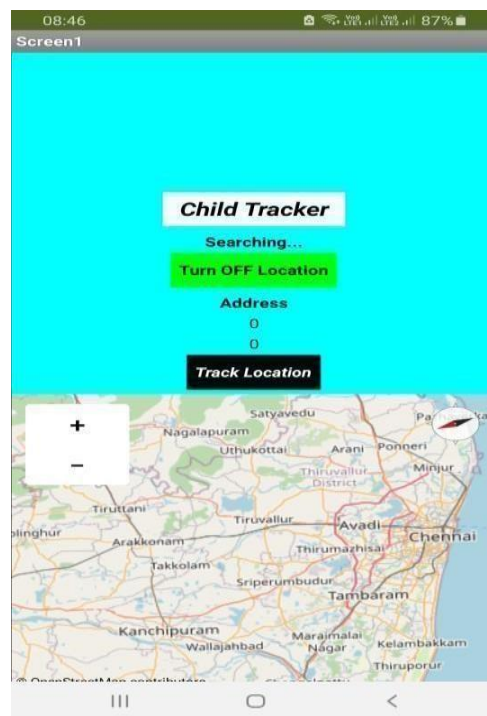 08:46 87%
Screen1
Child Tracker
Searching...
Turn OFF Location
Address
0
0
Track Location
+
Satyavedu
Nagalapuram
Uthukottai
Arani
Ponneri
−
Thiruvallur
District
Minjur
Tiruttani
Tiruvallur
Avadi
Chennai
Arakkonam
Thirumazhisai
Takkolam
Sriperumbudur
Tambaram
Kanchipuram
Maraimalai
Nagar
Wallajahbad
Kelambakkam
Thiruporur
© OpenStreetMap contributors